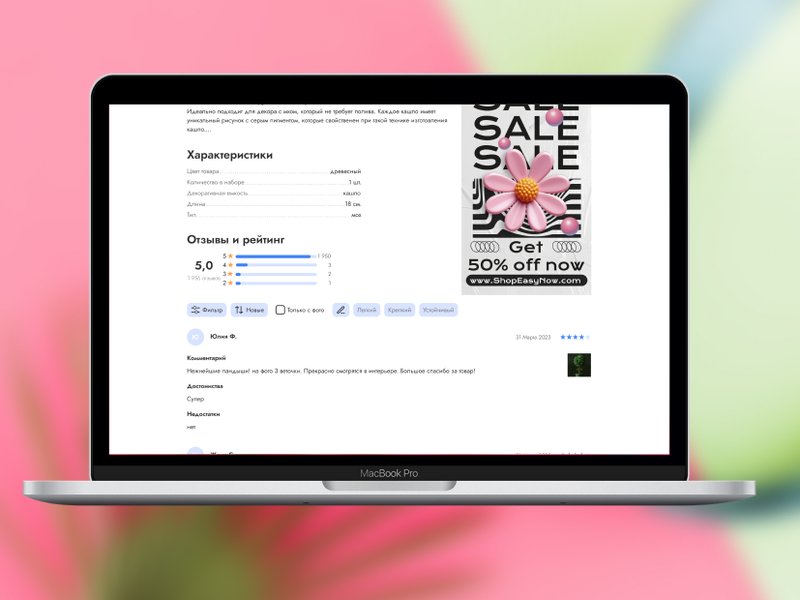 Идеально подходит для декора с мхом, который не требует полива. Каждое кашпо имеет
уникальный рисунок с серым пигментом, которые свойственен при такой технике изготовления
кашпо....
Характеристики
Цвет товара древесный
Количество в наборе 1 шт.
Декоративная емкость кашпо
Длина 18 см.
Тип мох
Отзывы и рейтинг
5,0
1 955 отзывов
5 1 950
4 3
3 2
2 1
Фильтр
Новые
Только с фото
Легкий
Крепкий
Устойчивый
Юлия Ф.
31 Марта 2023
Комментарий
Нежнейшие ландыши! на фото 3 веточки. Прекрасно смотрятся в интерьере. Большое спасибо за товар!
Достоинства
Супер
Недостатки
нет
SALE
SALE
SALE
Get
50% off now
www.ShopEasyNow.com
MacBook Pro